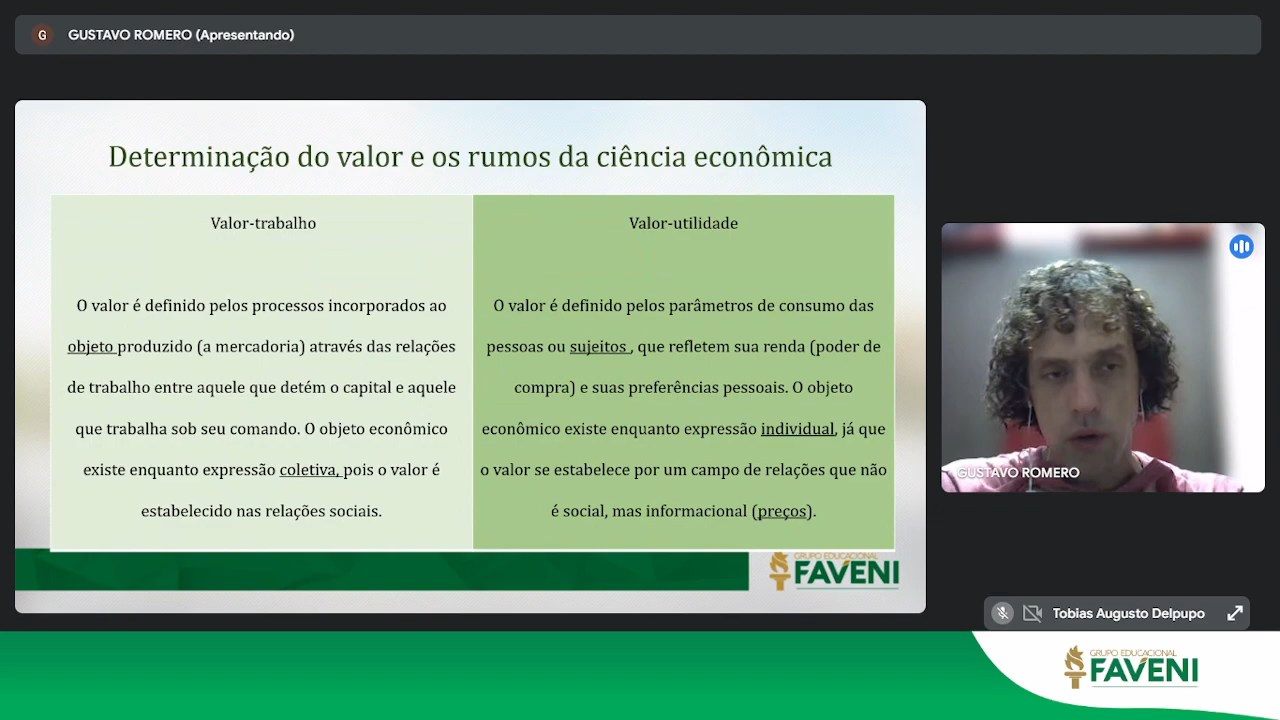 G GUSTAVO ROMERO (Apresentando)
Determinação do valor e os rumos da ciência econômica
Valor-trabalho
O valor é definido pelos processos incorporados ao
objeto produzido (a mercadoria) através das relações
de trabalho entre aquele que detém o capital e aquele
que trabalha sob seu comando. O objeto econômico
existe enquanto expressão coletiva, pois o valor é
estabelecido nas relações sociais.
Valor-utilidade
O valor é definido pelos parâmetros de consumo das
pessoas ou sujeitos , que refletem sua renda (poder de
compra) e suas preferências pessoais. O objeto
econômico existe enquanto expressão individual, já que
o valor se estabelece por um campo de relações que não
é social, mas informacional (preços).
GRUPO EDUCACIONAL
FAVENI
GUSTAVO ROMERO
Tobias Augusto Delpupo
GRUPO EDUCACIONAL
FAVENI